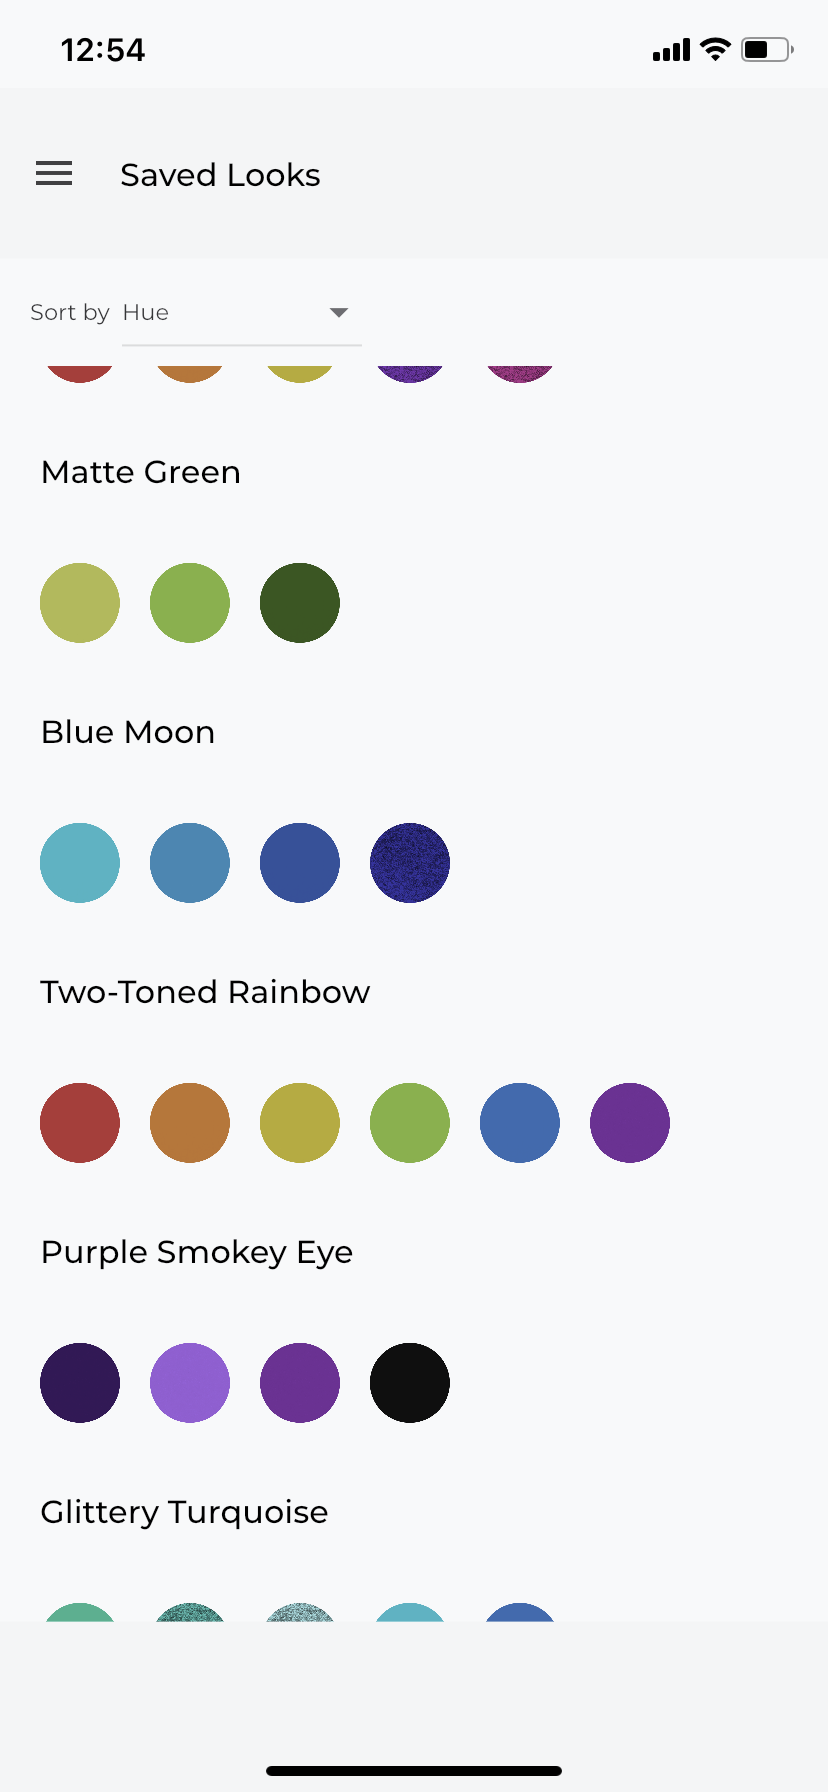 12:54
Saved Looks
Sort by Hue
Matte Green
Blue Moon
Two-Toned Rainbow
Purple Smokey Eye
Glittery Turquoise